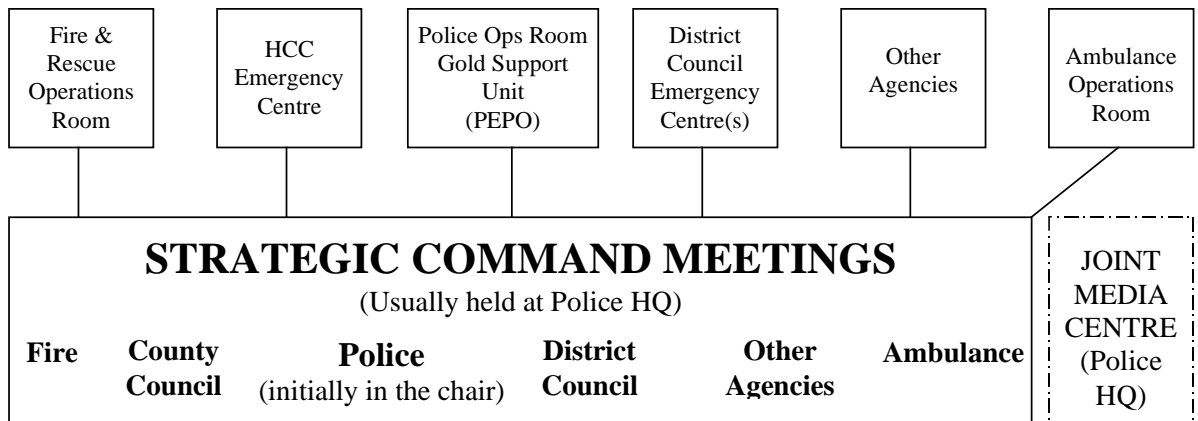 Fire &
Rescue
Operations
Room
HCC
Emergency
Centre
Police Ops Room
Gold Support
Unit
(PEPO)
District
Council
Emergency
Centre(s)
Other
Agencies
Ambulance
Operations
Room
STRATEGIC COMMAND MEETINGS
(Usually held at Police HQ)
Fire
County
Council
Police
(initially in the chair)
District
Council
Other
Agencies
Ambulance
JOINT
MEDIA
CENTRE
(Police
HQ)